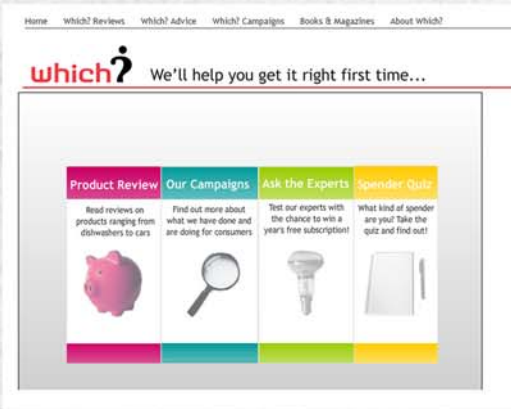 Home Which? Reviews Which? Advice Which? Campaigns Books & Magazines About Which?
which? We'll help you get it right first time...
Product Review Our Campaigns Ask the Experts Spender Quiz
Read reviews on
products ranging from
dishwashers to cars
Find out more about
what we have done and
are doing for consumers
Test our experts with
the chance to win a
year's free subscription!
What kind of spender
are you? Take the
quiz and find out!